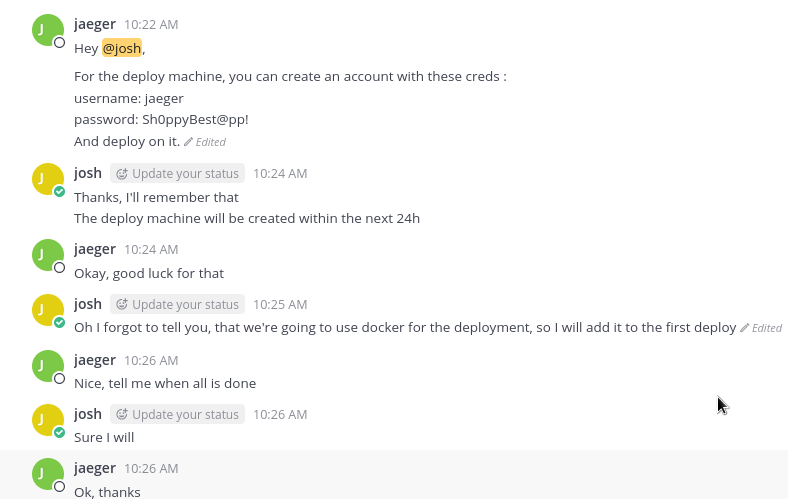 J
jaeger 10:22 AM
Hey @josh,
For the deploy machine, you can create an account with these creds :
username: jaeger
password: Sh0ppyBest@pp!
And deploy on it. Edited
J
josh Update your status 10:24 AM
Thanks, I'll remember that
The deploy machine will be created within the next 24h
J
jaeger 10:24 AM
Okay, good luck for that
J
josh Update your status 10:25 AM
Oh I forgot to tell you, that we're going to use docker for the deployment, so I will add it to the first deploy Edited
J
jaeger 10:26 AM
Nice, tell me when all is done
J
josh Update your status 10:26 AM
Sure I will
J
jaeger 10:26 AM
Ok, thanks